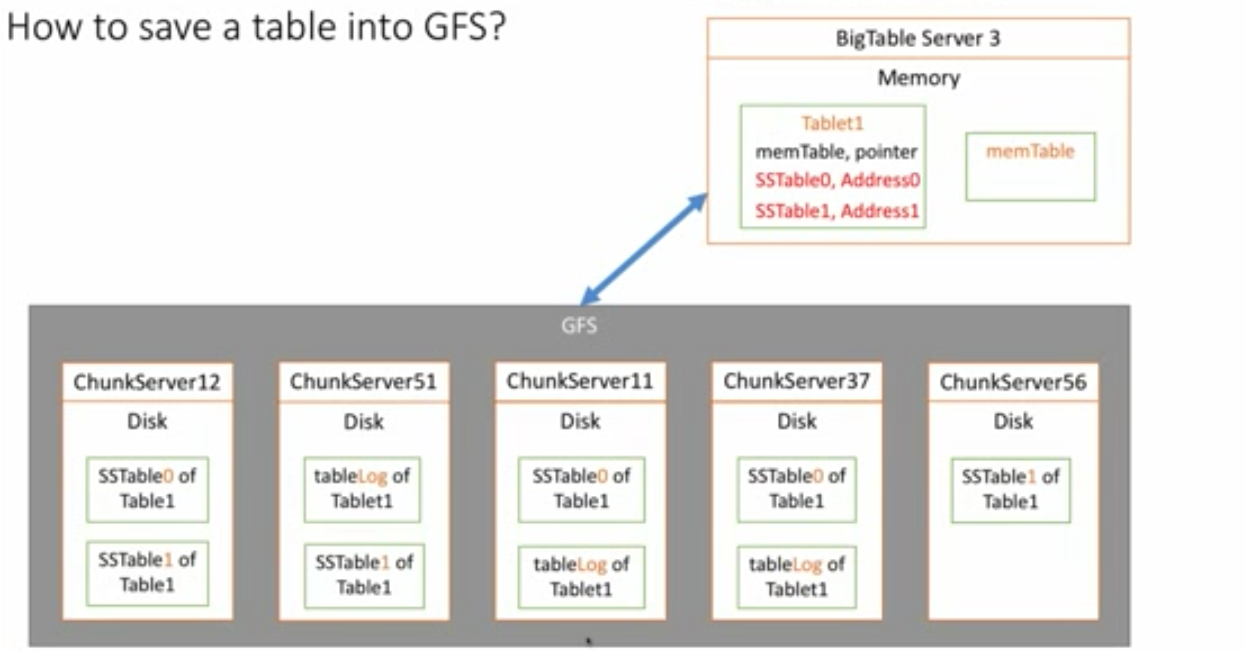 How to save a table into GFS?
BigTable Server 3
Memory
Tablet1
memTable, pointer
SSTable0, Address0
SSTable1, Address1
memTable
GFS
ChunkServer12
Disk
SSTable0 of
Table1
SSTable1 of
Table1
ChunkServer51
Disk
tableLog of
Tablet1
SSTable1 of
Table1
ChunkServer11
Disk
SSTable0 of
Table1
tableLog of
Tablet1
ChunkServer37
Disk
SSTable0 of
Table1
tableLog of
Tablet1
ChunkServer56
Disk
SSTable1 of
Table1